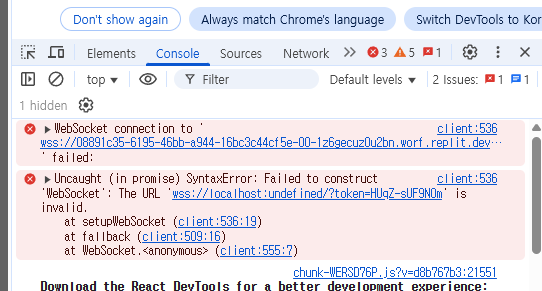 Don't show again Always match Chrome's language Switch DevTools to Kor
Elements Console Sources Network 3 5 1
top Filter Default levels 2 Issues: 1 1
1 hidden
WebSocket connection to ' client:536
wss://08891c35-6195-46bb-a944-16bc3c44cf5e-00-1z6gecuz0u2bn.worf.replit.dev…
' failed:
Uncaught (in promise) SyntaxError: Failed to construct client:536
'WebSocket': The URL 'wss://localhost:undefined/?token=HUqZ-sUF9NOm' is
invalid.
at setupWebSocket (client:536:19)
at fallback (client:509:16)
at WebSocket.<anonymous> (client:555:7)
chunk-WERSD76P.js?v=d8b767b3:21551
Download the React DevTools for a better development experience: